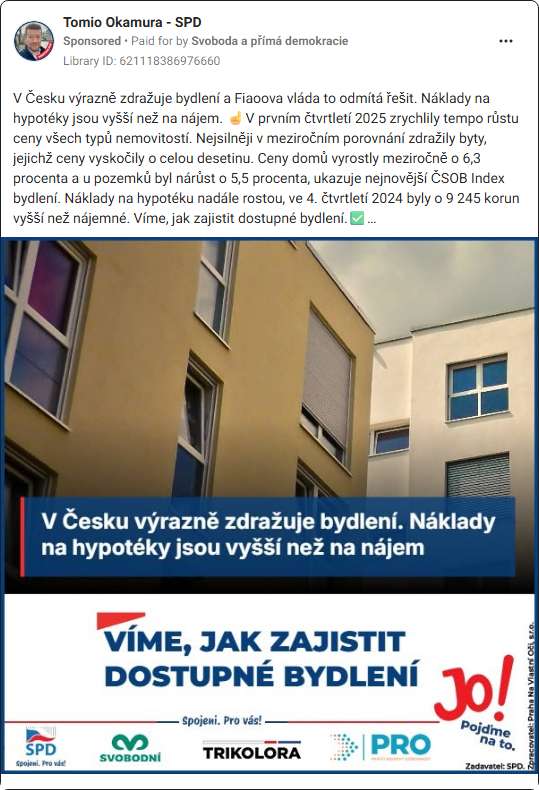 Tomio Okamura - SPD
Sponsored • Paid for by Svoboda a přímá demokracie
Library ID: 621118386976660
V Česku výrazně zdražuje bydlení a Fiaoova vláda to odmítá řešit. Náklady na
hypotéky jsou vyšší než na nájem. ☝️V prvním čtvrtletí 2025 zrychlily tempo růstu
ceny všech typů nemovitostí. Nejsilněji v meziročním porovnání zdražily byty,
jejichž ceny vyskočily o celou desetinu. Ceny domů vyrostly meziročně o 6,3
procenta a u pozemků byl nárůst o 5,5 procenta, ukazuje nejnovější ČSOB Index
bydlení. Náklady na hypotéku nadále rostou, ve 4. čtvrtletí 2024 byly o 9 245 korun
vyšší než nájemné. Víme, jak zajistit dostupné bydlení.✅ ...
V Česku výrazně zdražuje bydlení. Náklady
na hypotéky jsou vyšší než na nájem
VÍME, JAK ZAJISTIT
DOSTUPNÉ BYDLENÍ
Jo!
Pojďme
na to.
Spojeni. Pro vás!
SPD
Spojeni. Pro vás!
SVOBODNÍ
TRIKOLORA
PRO
Zadavatel: SPD.
Zpracovatel: Praha Na Vlastní Oči, s.r.o.